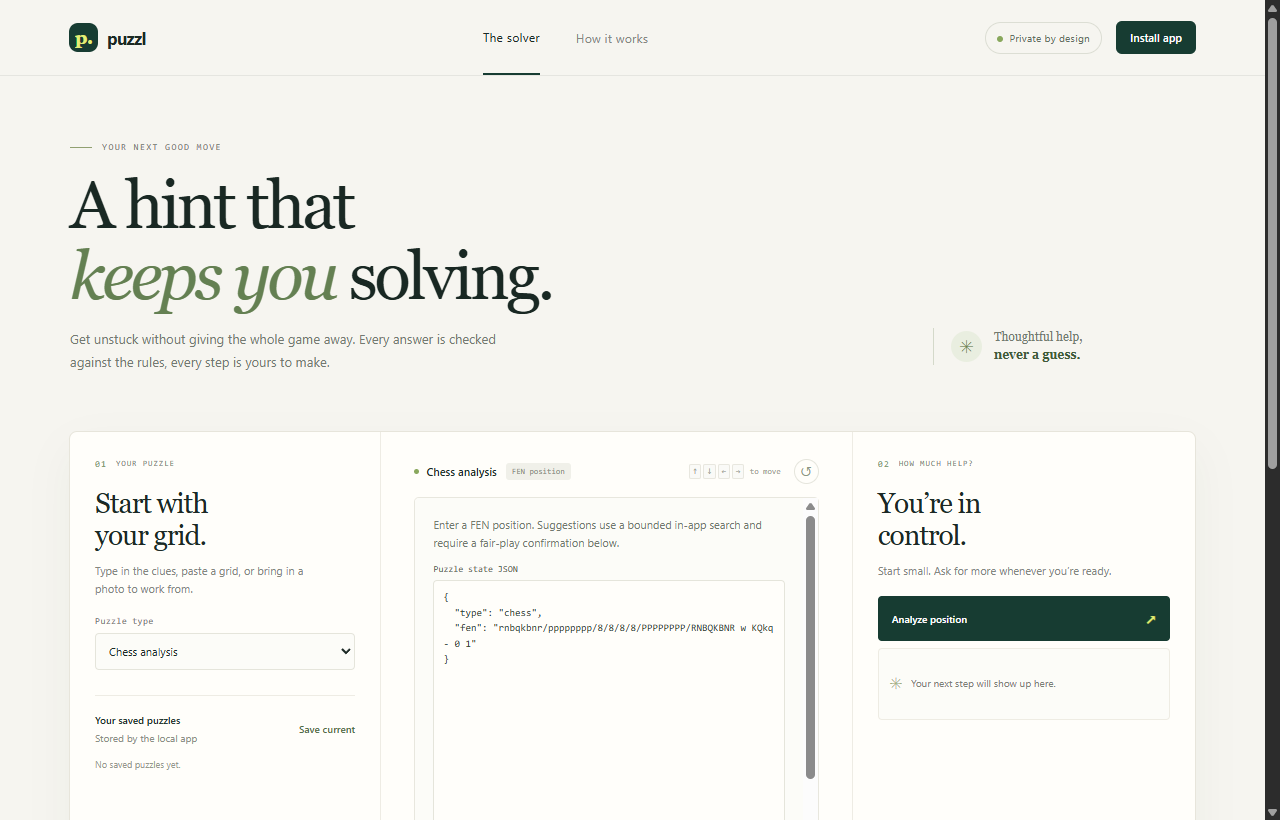 p. puzzl
The solver
How it works
Private by design
Install app
YOUR NEXT GOOD MOVE
A hint that
keeps you solving.
Get unstuck without giving the whole game away. Every answer is checked
against the rules, every step is yours to make.
Thoughtful help,
never a guess.
01 YOUR PUZZLE
Start with
your grid.
Type in the clues, paste a grid, or bring in a
photo to work from.
Puzzle type
Chess analysis
Your saved puzzles
Stored by the local app
Save current
No saved puzzles yet.
Chess analysis FEN position
↑ ↓ ← → to move ↺
Enter a FEN position. Suggestions use a bounded in-app search and
require a fair-play confirmation below.
Puzzle state JSON
{
"type": "chess",
"fen": "rnbqkbnr/pppppppp/8/8/8/8/PPPPPPPP/RNBQKBNR w KQkq
- 0 1"
}
02 HOW MUCH HELP?
You’re in
control.
Start small. Ask for more whenever you’re ready.
Analyze position ↗
Your next step will show up here.